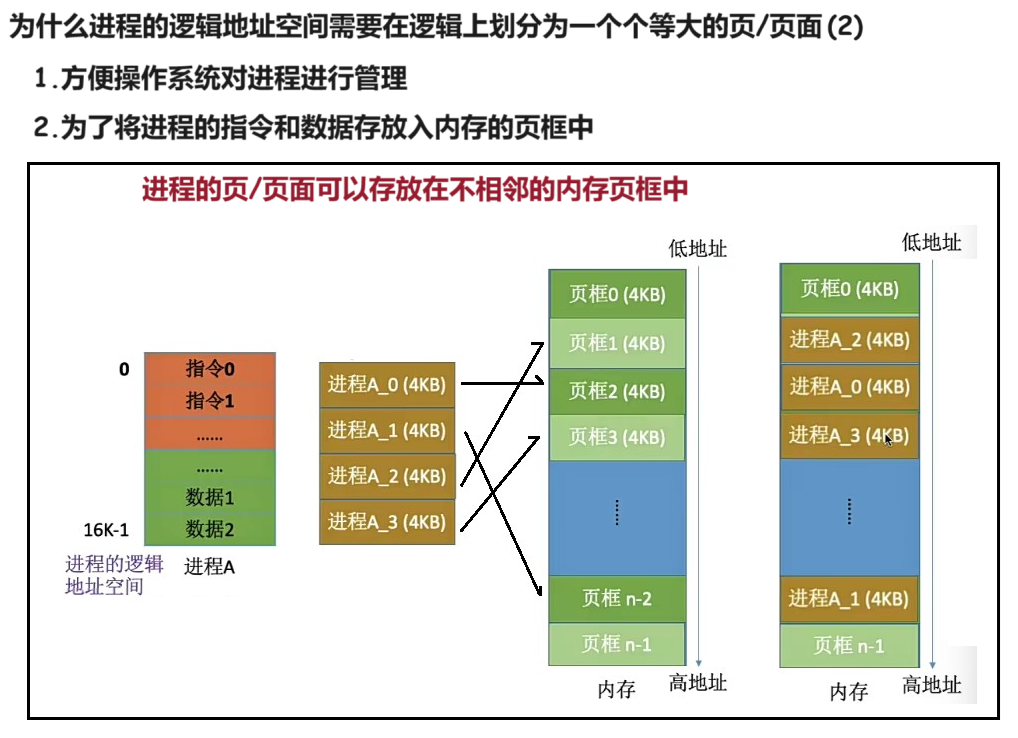 为什么进程的逻辑地址空间需要在逻辑上划分为一个个等大的页/页面(2)
1.方便操作系统对进程进行管理
2.为了将进程的指令和数据存放入内存的页框中
进程的页/页面可以存放在不相邻的内存页框中
0
指令0
指令1
......
......
数据1
16K-1
数据2
进程的逻辑
地址空间
进程A
进程A_0 (4KB)
进程A_1 (4KB)
进程A_2 (4KB)
进程A_3 (4KB)
低地址
页框0 (4KB)
页框1 (4KB)
页框2 (4KB)
页框3 (4KB)
......
页框 n-2
页框 n-1
内存
高地址
低地址
页框0 (4KB)
进程A_2 (4KB)
进程A_0 (4KB)
进程A_3 (4KB)
......
进程A_1 (4KB)
页框 n-1
内存
高地址